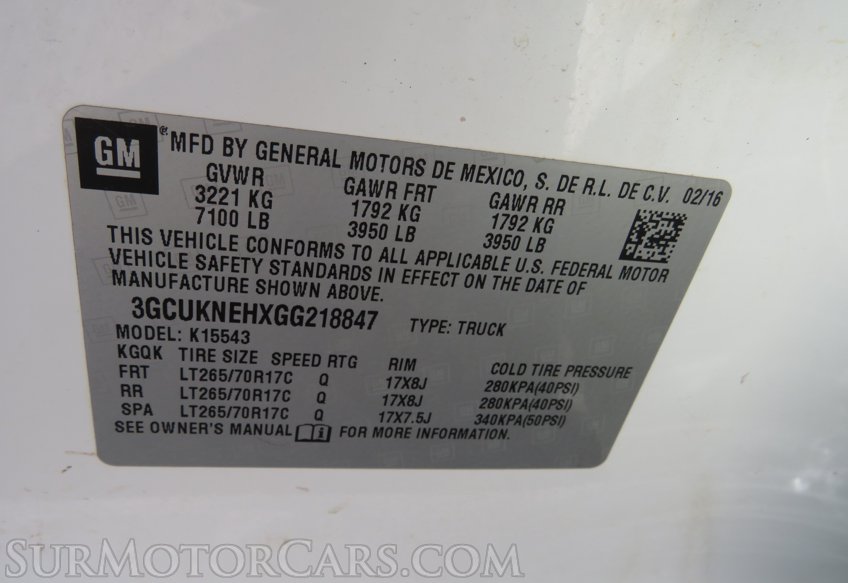 GM
® MFD BY GENERAL MOTORS DE MEXICO, S. DE R.L. DE C.V. 02/16
GVWR GAWR FRT GAWR RR
3221 KG 1792 KG 1792 KG
7100 LB 3950 LB 3950 LB
THIS VEHICLE CONFORMS TO ALL APPLICABLE U.S. FEDERAL MOTOR
VEHICLE SAFETY STANDARDS IN EFFECT ON THE DATE OF
MANUFACTURE SHOWN ABOVE.
3GCUKNEHXGG218847 TYPE: TRUCK
MODEL: K15543
KGQK TIRE SIZE SPEED RTG RIM COLD TIRE PRESSURE
FRT LT265/70R17C Q 17X8J 280KPA(40PSI)
RR LT265/70R17C Q 17X8J 280KPA(40PSI)
SPA LT265/70R17C Q 17X7.5J 340KPA(50PSI)
SEE OWNER'S MANUAL FOR MORE INFORMATION.
SURMOTORCARS.COM